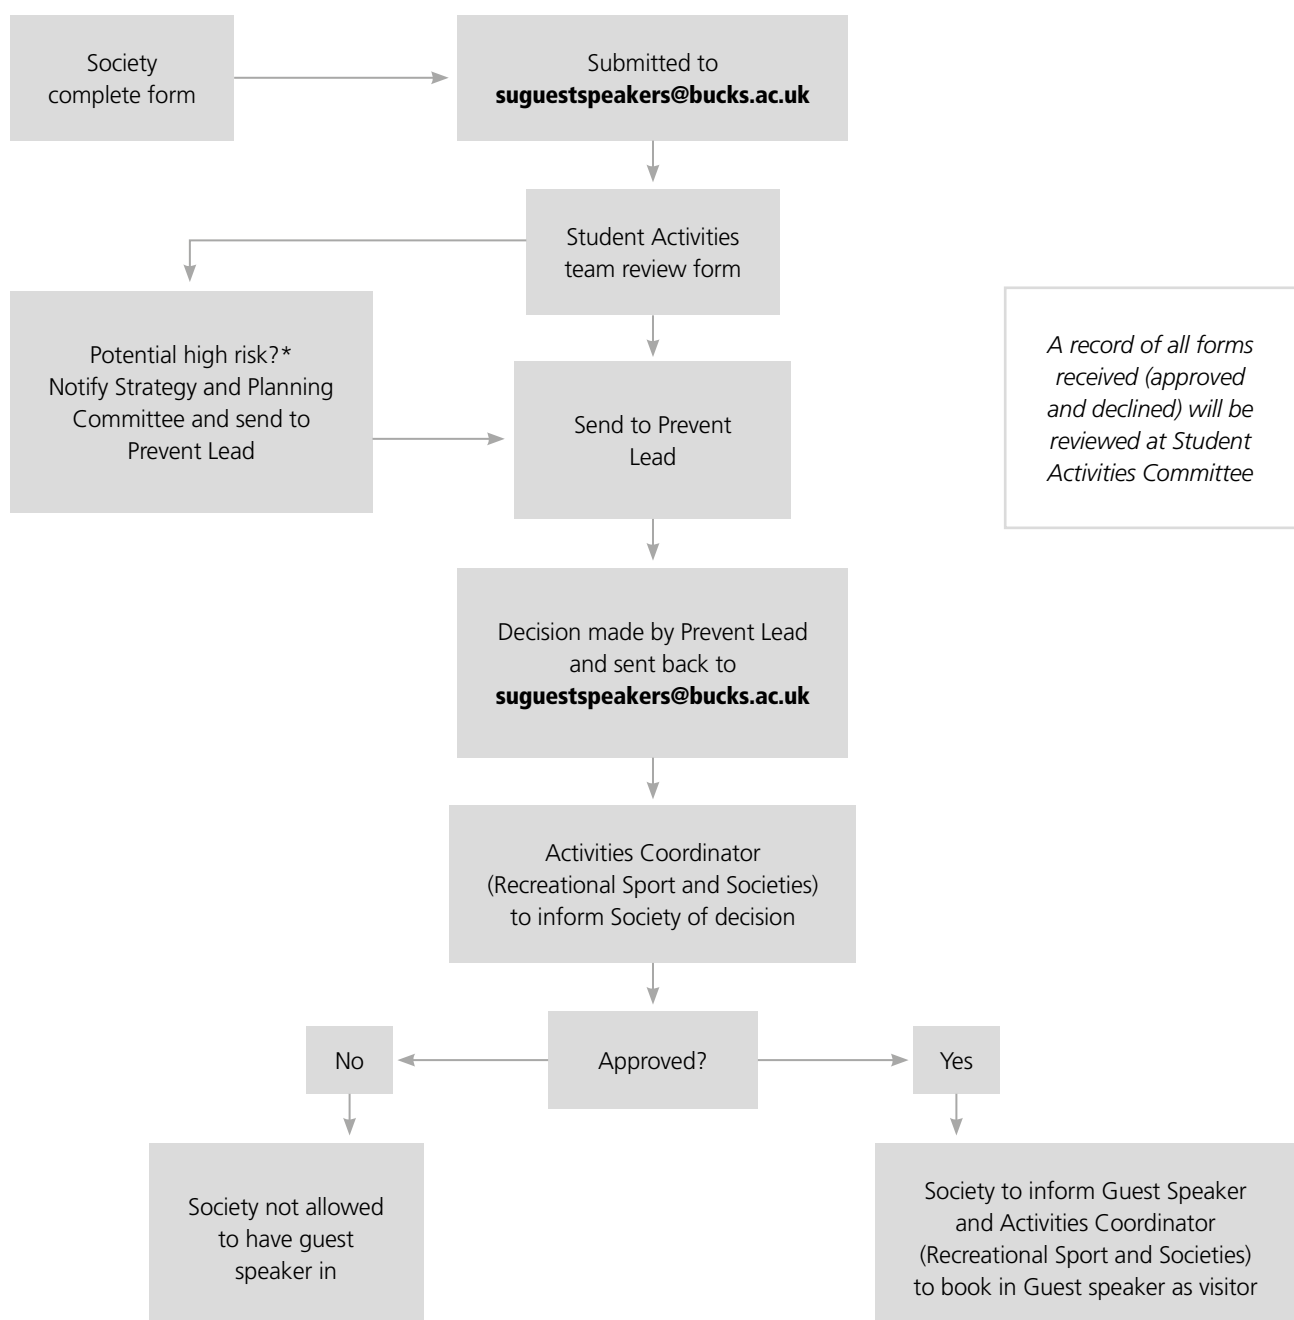 Society
complete form
Submitted to
suguestspeakers@bucks.ac.uk
Student Activities
team review form
Potential high risk?*
Notify Strategy and Planning
Committee and send to
Prevent Lead
Send to Prevent
Lead
A record of all forms
received (approved
and declined) will be
reviewed at Student
Activities Committee
Decision made by Prevent Lead
and sent back to
suguestspeakers@bucks.ac.uk
Activities Coordinator
(Recreational Sport and Societies)
to inform Society of decision
No
Approved?
Yes
Society not allowed
to have guest
speaker in
Society to inform Guest Speaker
and Activities Coordinator
(Recreational Sport and Societies)
to book in Guest speaker as visitor